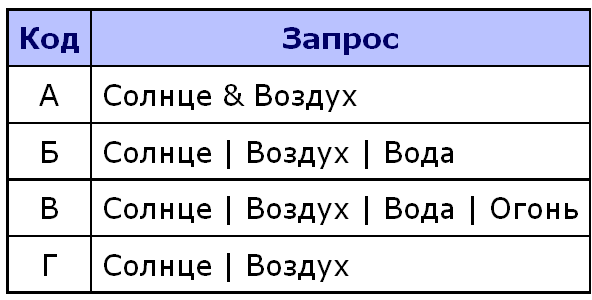 Код Запрос
А Солнце & Воздух
Б Солнце | Воздух | Вода
В Солнце | Воздух | Вода | Огонь
Г Солнце | Воздух